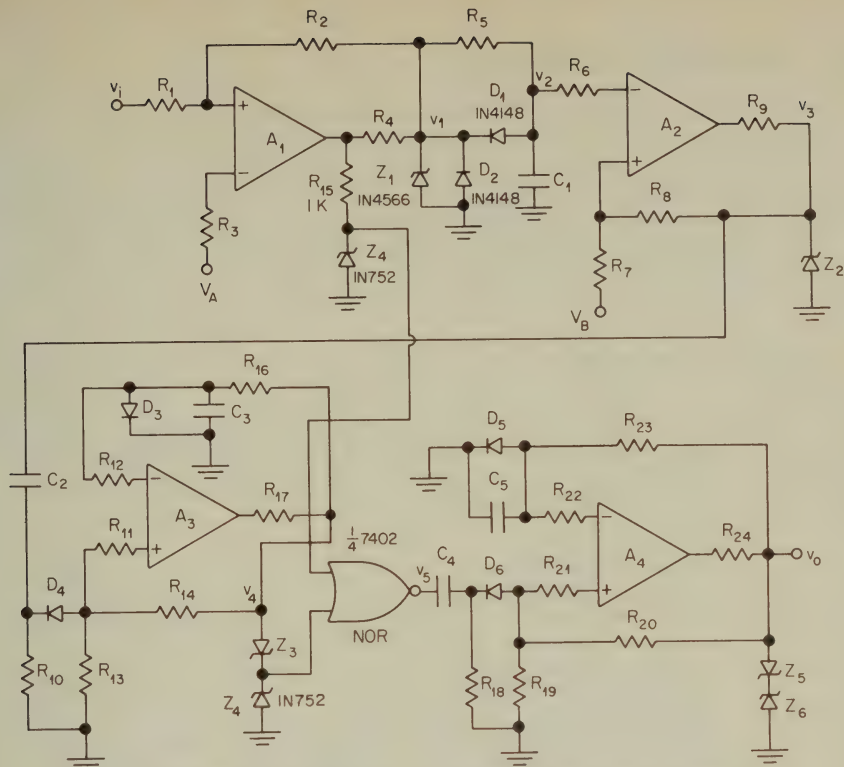 R2
R5
R1
vi
+
A1
−
R3
VA
R4
v1
D1
IN4148
v2
R6
R15
1 K
Z1
IN4566
D2
IN4148
C1
Z4
IN752
−
A2
+
R9
v3
R8
R7
VB
Z2
R16
D3
C3
C2
R12
−
A3
R11
+
R17
D4
R14
v4
R10
R13
Z3
Z4
IN752
1/4 7402
NOR
v5
C4
D5
C5
R23
R22
−
A4
R21
+
D6
R24
vo
R20
R18
R19
Z5
Z6